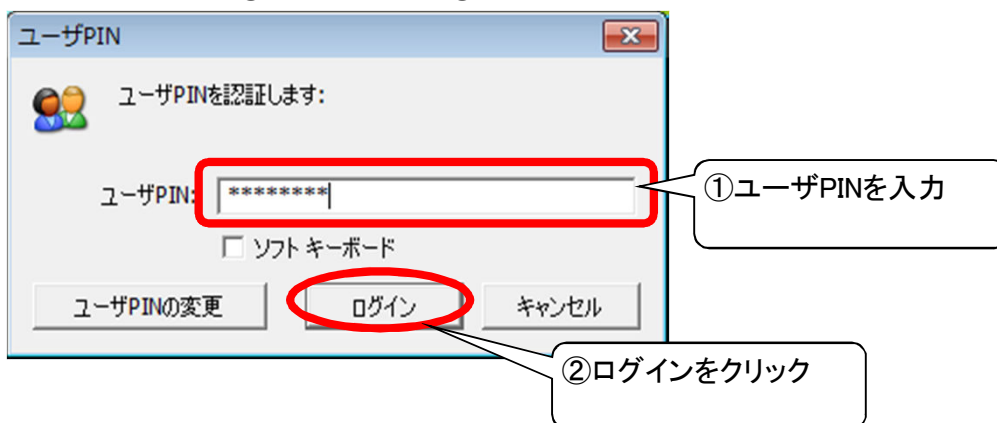 ユーザPIN
ユーザPINを認証します:
ユーザPIN: ********
①ユーザPINを入力
ソフト キーボード
ユーザPINの変更
ログイン
キャンセル
②ログインをクリック